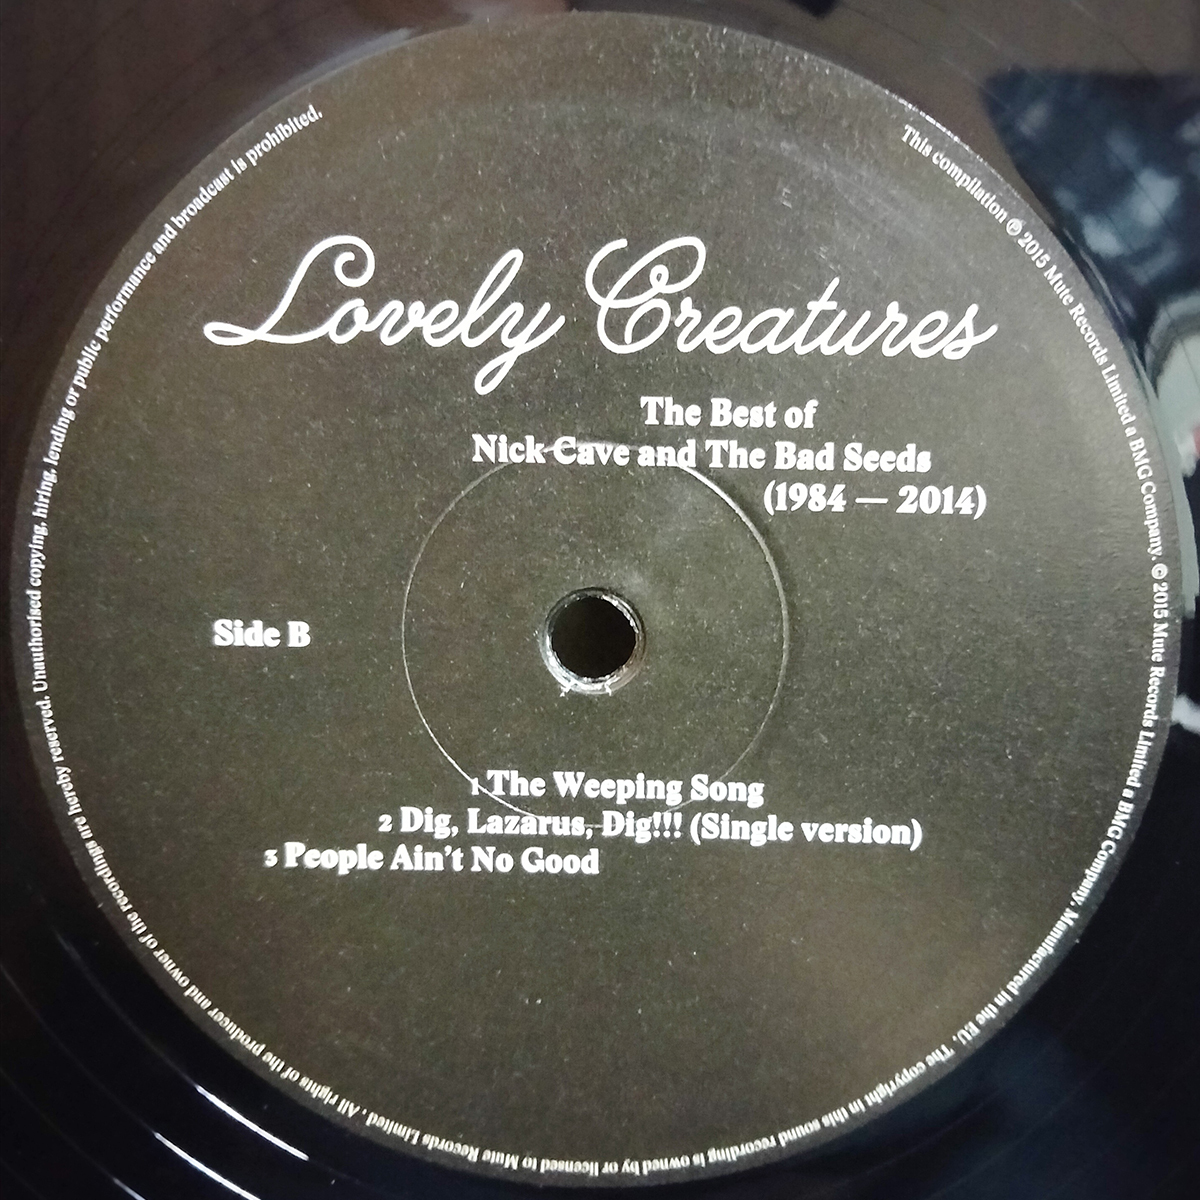 Lovely Creatures
The Best of
Nick Cave and The Bad Seeds
(1984 — 2014)
Side B
1 The Weeping Song
2 Dig, Lazarus, Dig!!! (Single version)
3 People Ain't No Good
This compilation ℗ 2015 Mute Records Limited a BMG Company. © 2015 Mute Records Limited a BMG Company. Manufactured in the EU. The copyright in this sound recording is owned by or licensed to Mute Records Limited. All rights of the producer and owner of the recordings are hereby reserved. Unauthorised copying, hiring, lending or public performance and broadcast is prohibited.